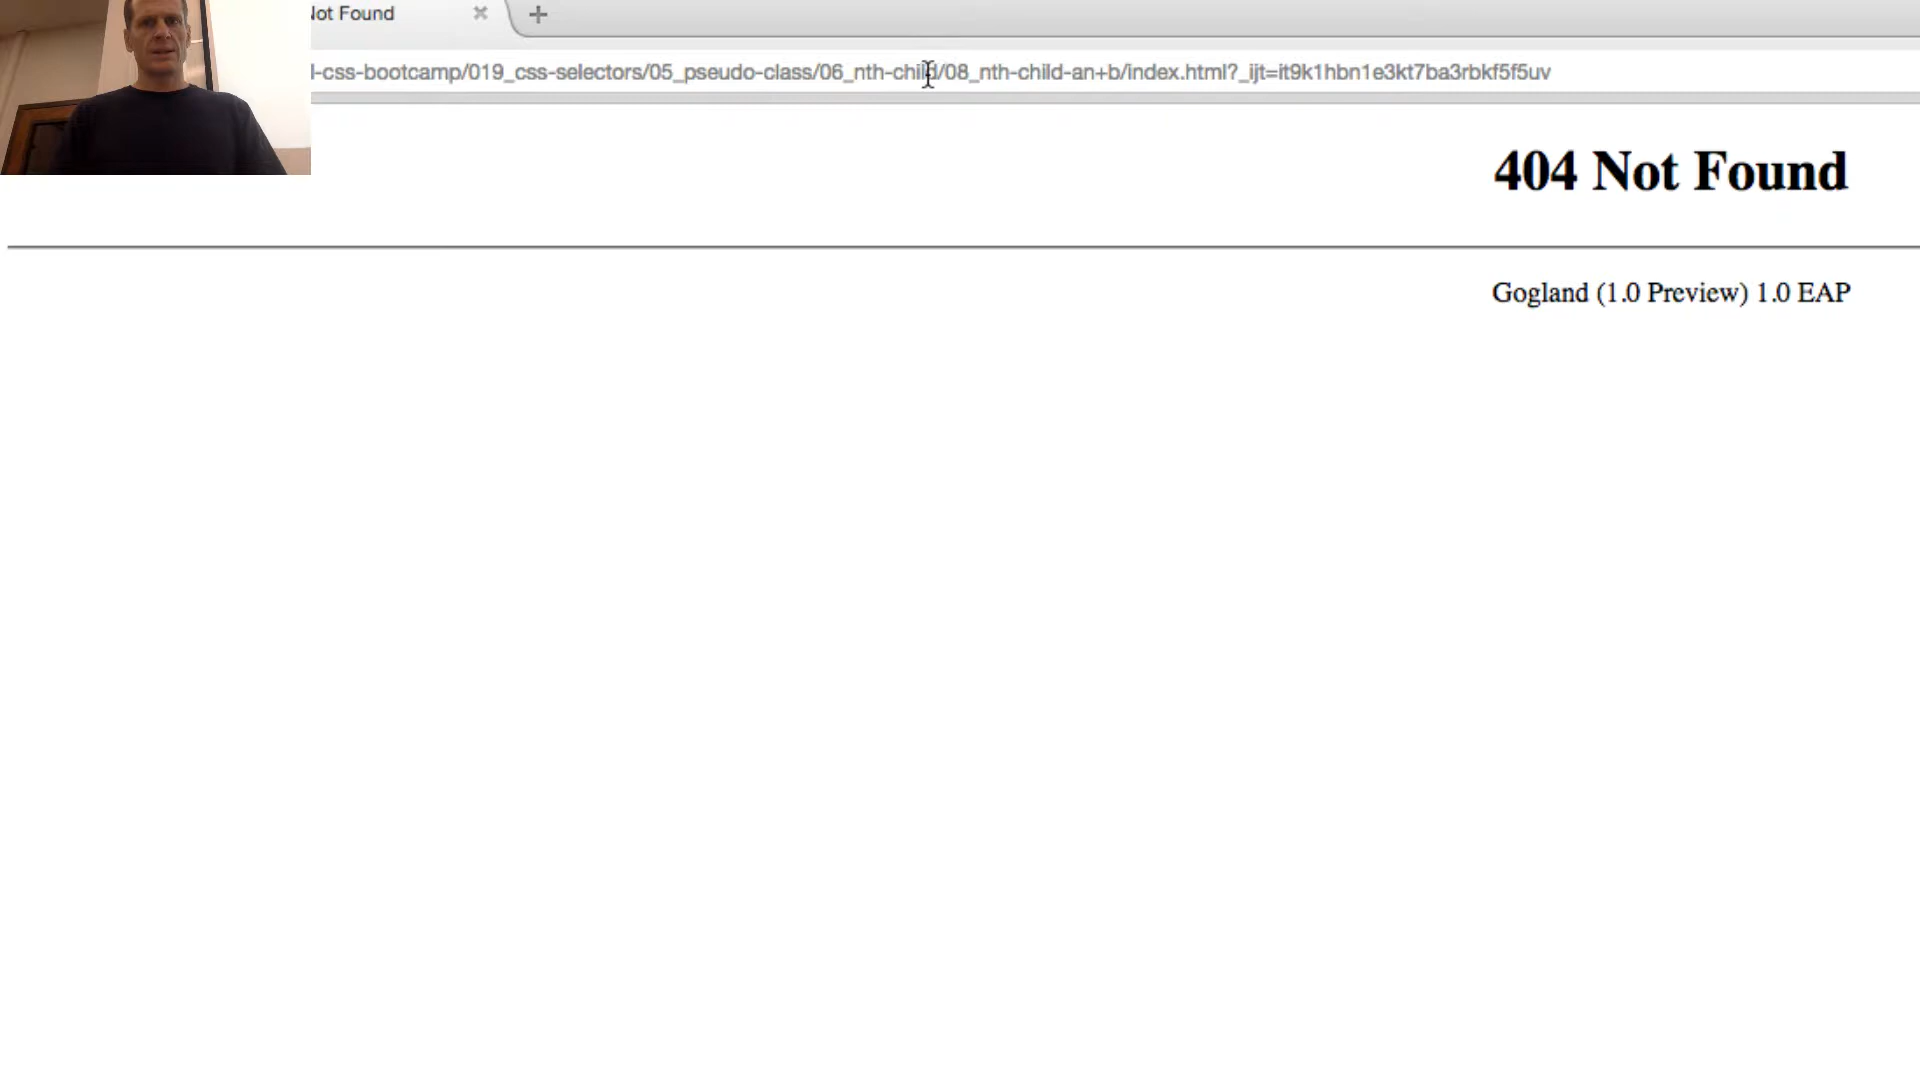 Not Found
l-css-bootcamp/019_css-selectors/05_pseudo-class/06_nth-child/08_nth-child-an+b/index.html?_ijt=it9k1hbn1e3kt7ba3rbkf5f5uv
404 Not Found
Gogland (1.0 Preview) 1.0 EAP